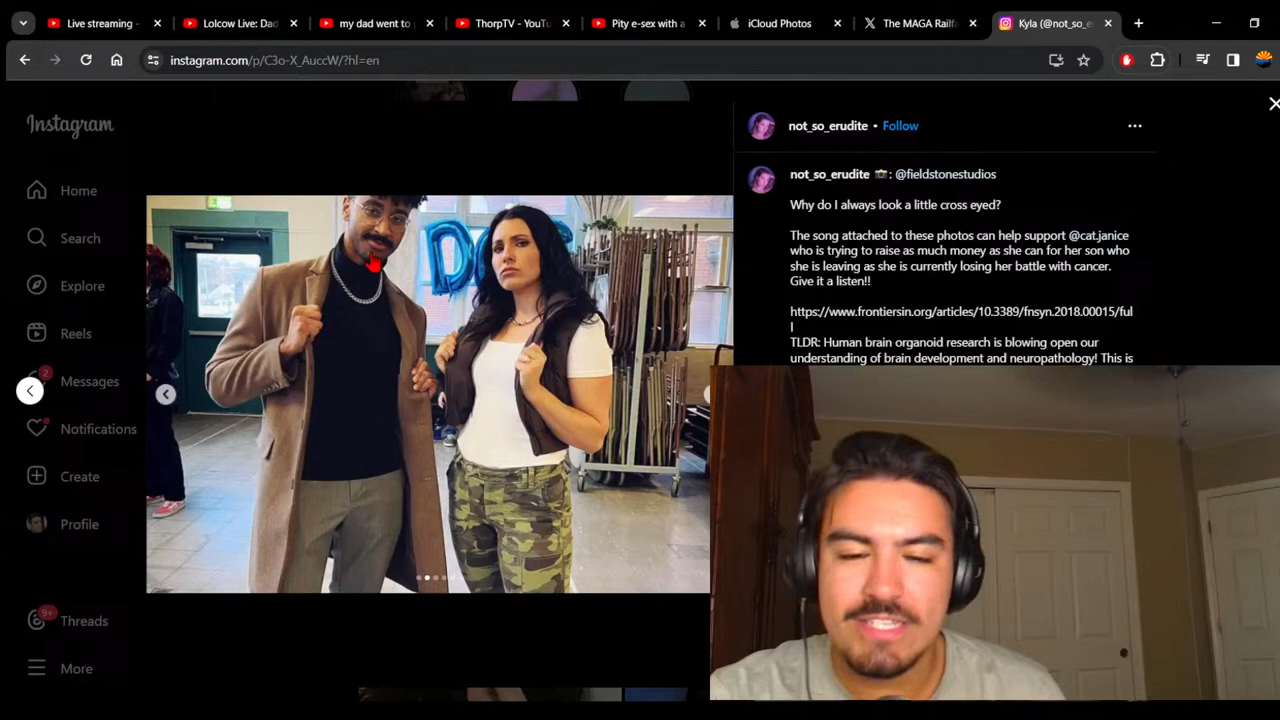 Live streaming -
Lolcow Live: Dad
my dad went to
ThorpTV - YouTu
Pity e-sex with a
iCloud Photos
The MAGA Railfa
Kyla (@not_so_e
instagram.com/p/C3o-X_AuccW/?hl=en
Instagram
Home
Search
Explore
Reels
2
Messages
Notifications
Create
Profile
9+
Threads
More
not_so_erudite • Follow
not_so_erudite 📸: @fieldstonestudios
Why do I always look a little cross eyed?
The song attached to these photos can help support @cat.janice
who is trying to raise as much money as she can for her son who
she is leaving as she is currently losing her battle with cancer.
Give it a listen!!
https://www.frontiersin.org/articles/10.3389/fnsyn.2018.00015/ful
l
TLDR: Human brain organoid research is blowing open our
understanding of brain development and neuropathology! This is